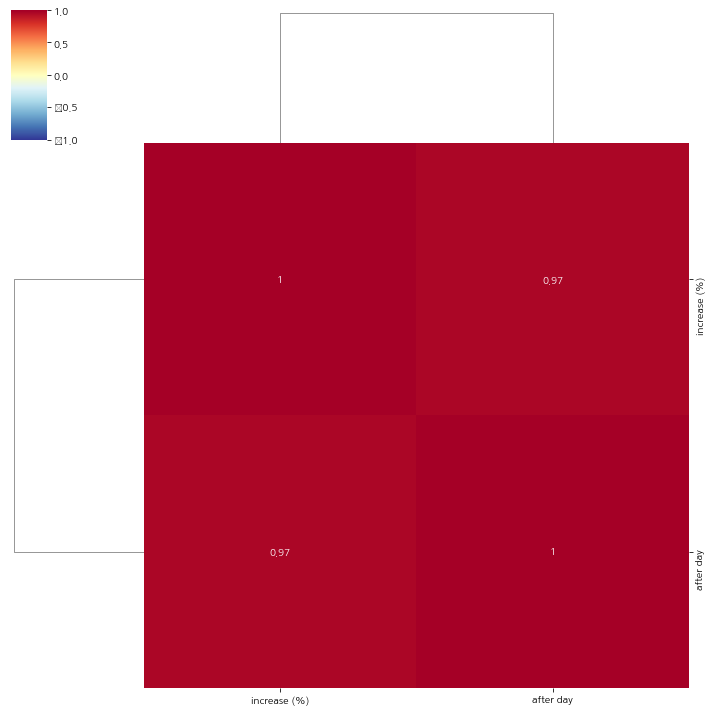 1.0
0.5
0.0
▯0.5
▯1.0
1
0.97
increase (%)
0.97
1
after day
increase (%)
after day